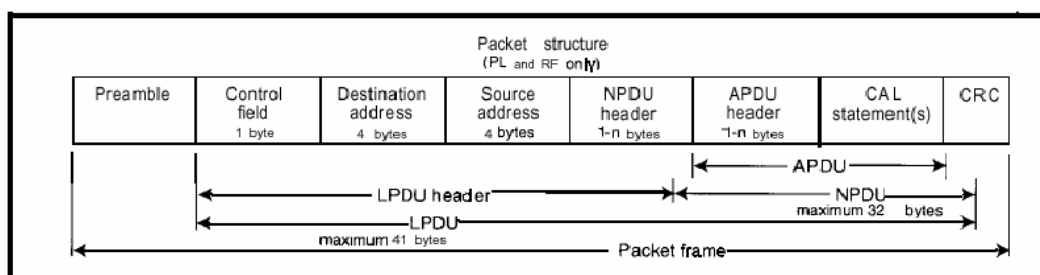 Packet structure
(PL and RF only)
Preamble
Control
field
1 byte
Destination
address
4 bytes
Source
address
4 bytes
NPDU
header
1-n bytes
APDU
header
1-n bytes
CAL
statement(s)
CRC
APDU
LPDU header
NPDU
maximum 32 bytes
LPDU
maximum 41 bytes
Packet frame